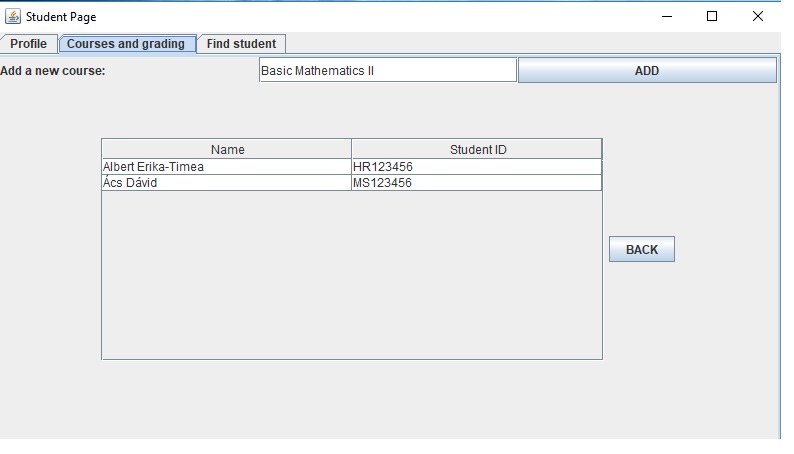 Student Page
Profile Courses and grading Find student
Add a new course: Basic Mathematics II ADD
Name Student ID
Albert Erika-Timea HR123456
Ács Dávid MS123456
BACK